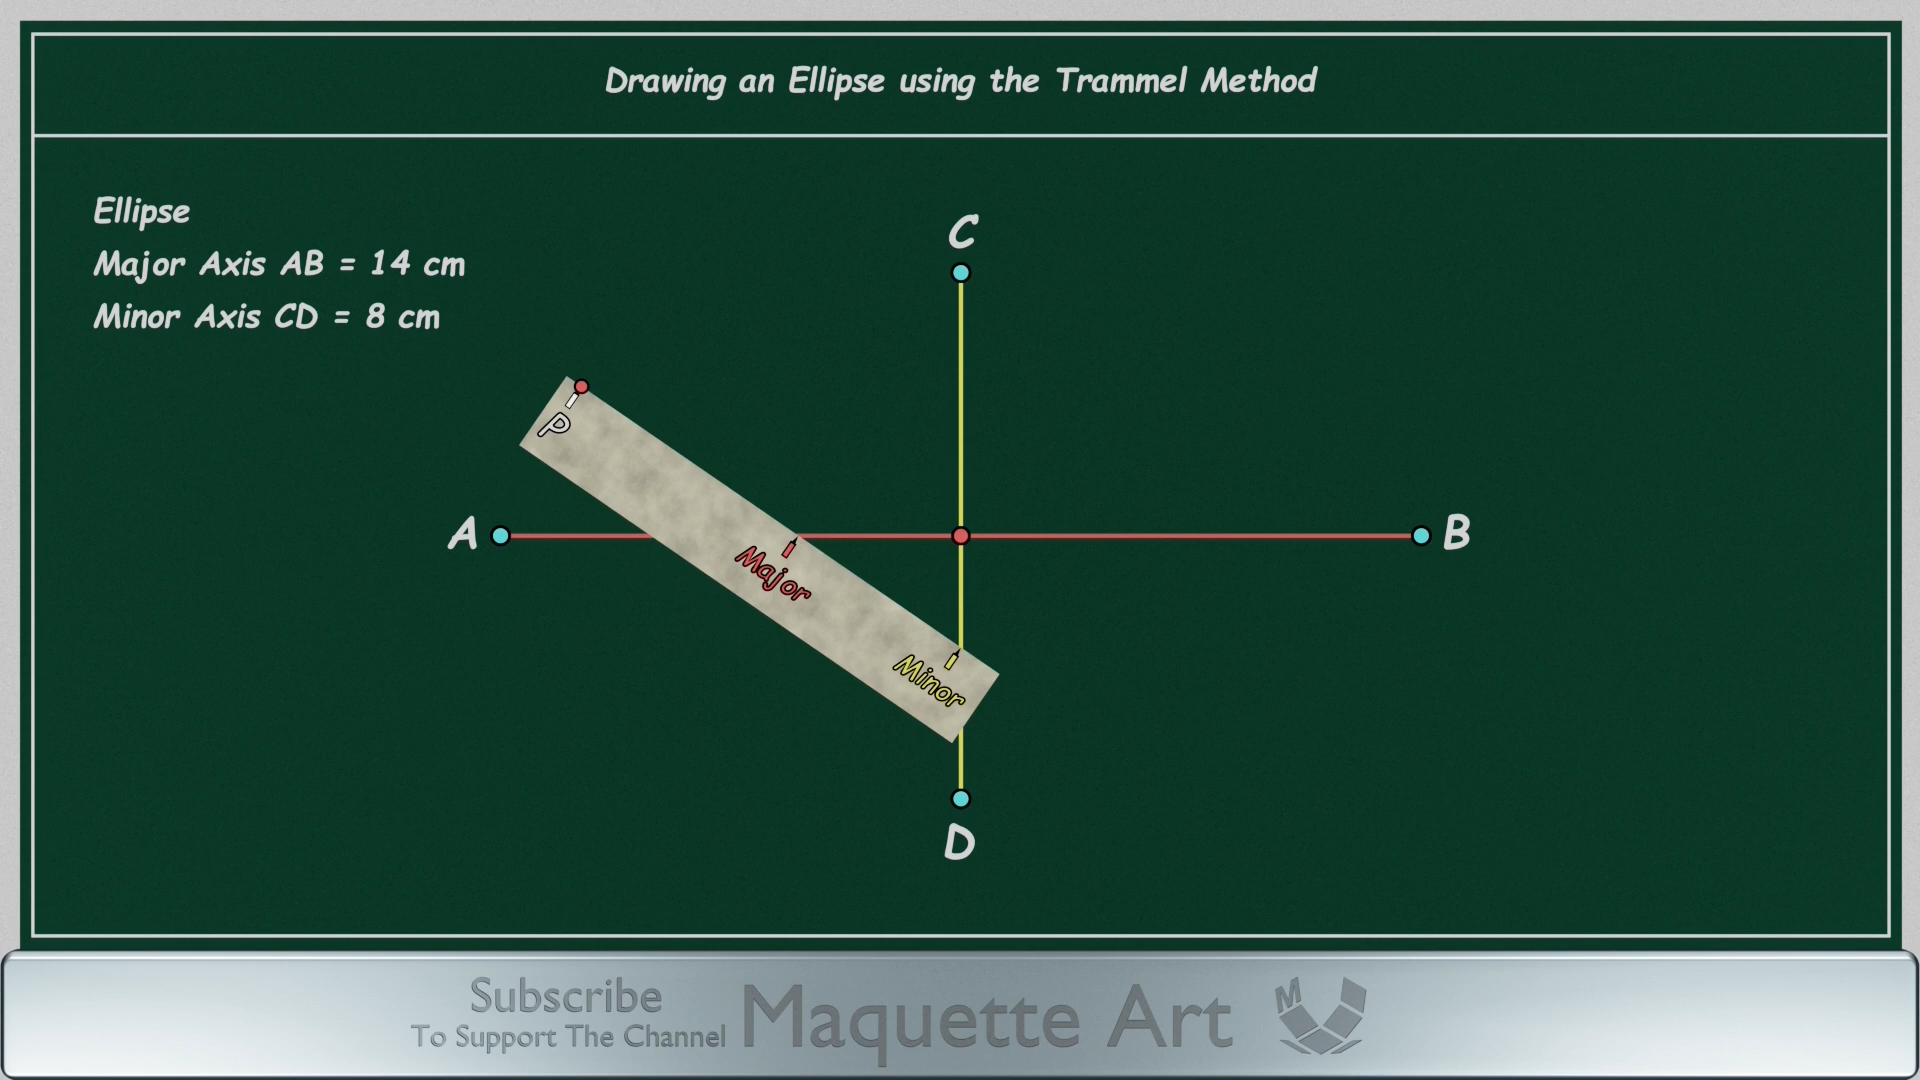 Drawing an Ellipse using the Trammel Method
Ellipse
Major Axis AB = 14 cm
Minor Axis CD = 8 cm
C
P
A
B
Major
Minor
D
Subscribe
To Support The Channel
Maquette Art
M